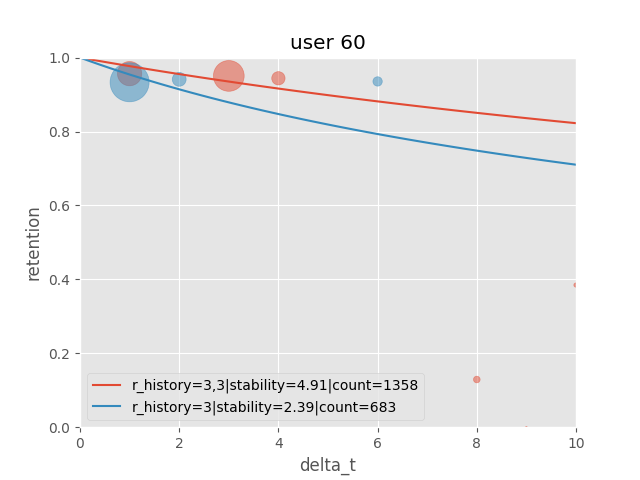 user 60
1.0
0.8
0.6
0.4
0.2
0.0
retention
r_history=3,3|stability=4.91|count=1358
r_history=3|stability=2.39|count=683
0 2 4 6 8 10
delta_t